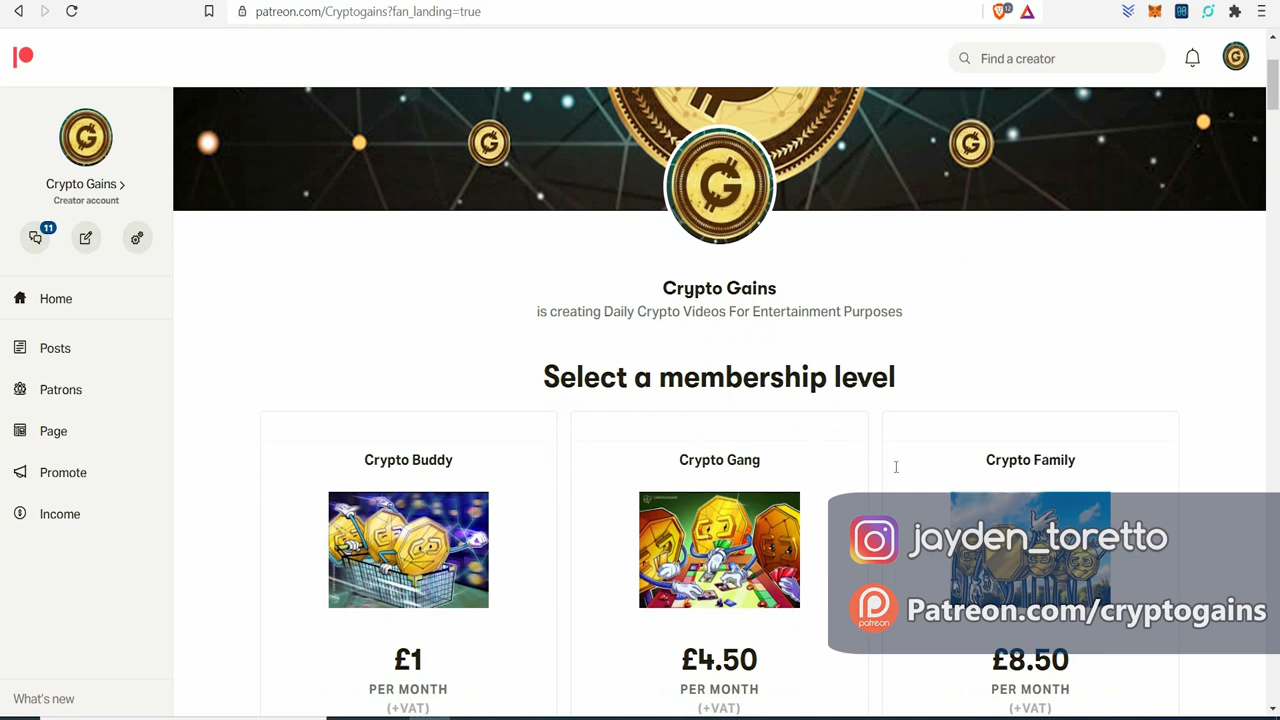 patreon.com/Cryptogains?fan_landing=true
12
Find a creator
G
Crypto Gains
Creator account
11
Home
Posts
Patrons
Page
Promote
Income
What's new
Crypto Gains
is creating Daily Crypto Videos For Entertainment Purposes
Select a membership level
Crypto Buddy
£1
PER MONTH
(+VAT)
Crypto Gang
£4.50
PER MONTH
(+VAT)
Crypto Family
£8.50
PER MONTH
(+VAT)
jayden_toretto
patreon
Patreon.com/cryptogains